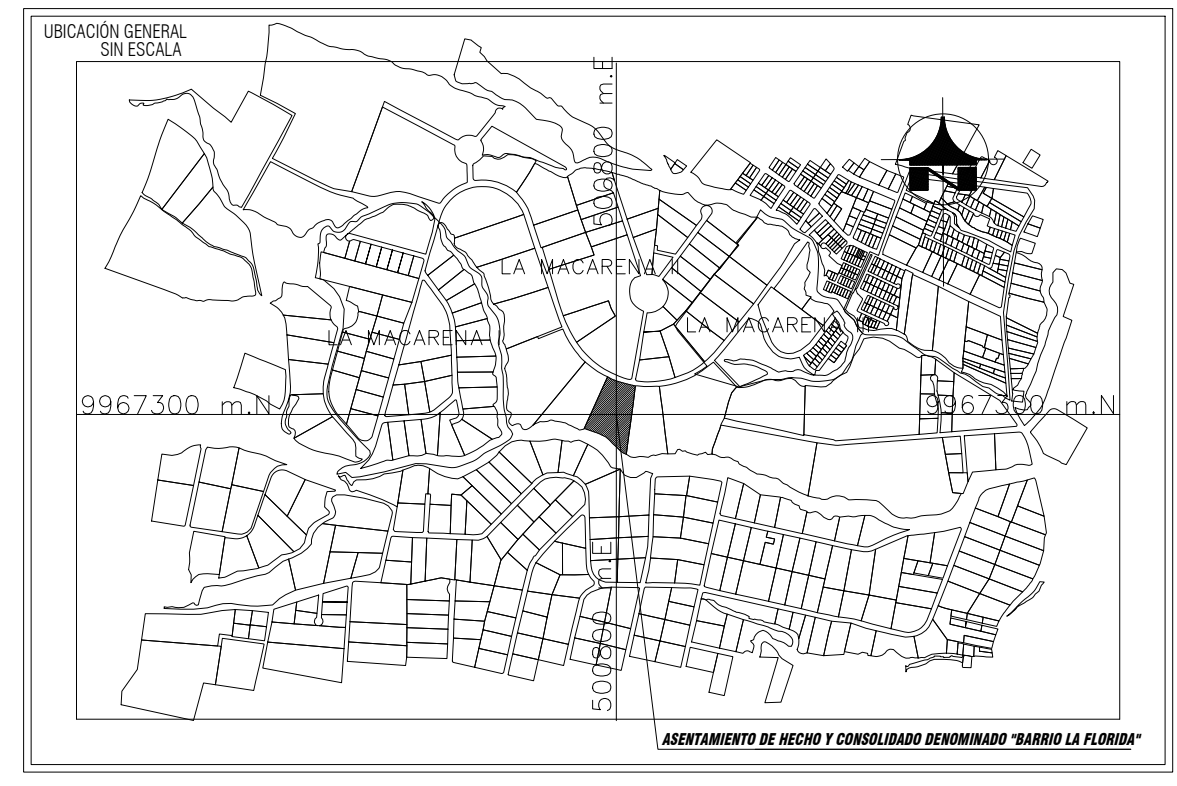 UBICACIÓN GENERAL
SIN ESCALA
500800 m.E
LA MACARENA II
LA MACARENA I
LA MACARENA III
9967300 m.N
9967300 m.N
500800 m.E
ASENTAMIENTO DE HECHO Y CONSOLIDADO DENOMINADO "BARRIO LA FLORIDA"